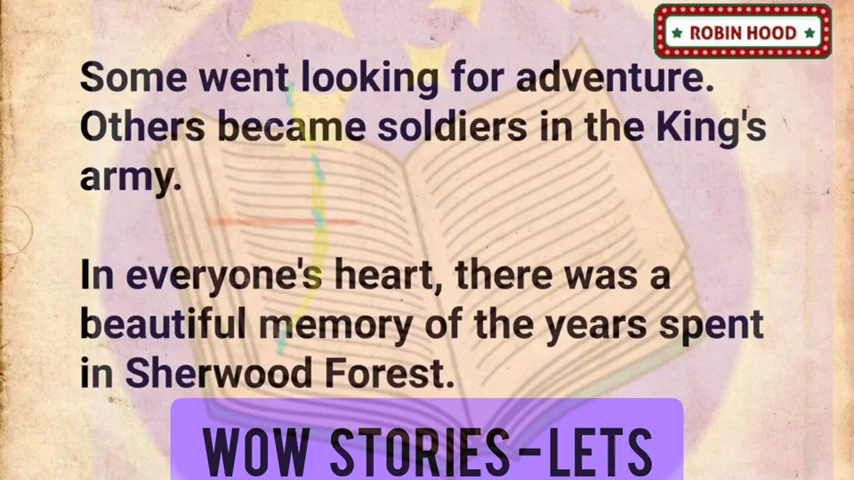 ROBIN HOOD
Some went looking for adventure.
Others became soldiers in the King's
army.
In everyone's heart, there was a
beautiful memory of the years spent
in Sherwood Forest.
WOW STORIES-LETS